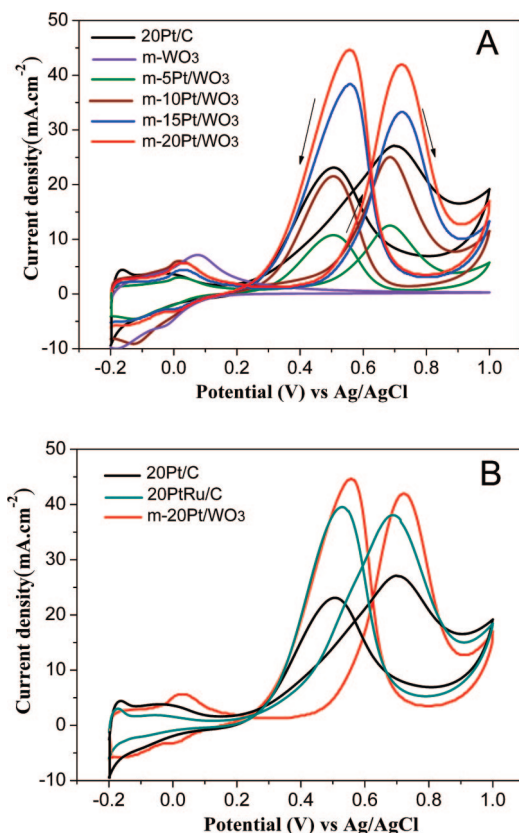 A
20Pt/C
m-WO3
m-5Pt/WO3
m-10Pt/WO3
m-15Pt/WO3
m-20Pt/WO3
Current density(mA.cm-2)
50
40
30
20
10
0
-10
-0.2 0.0 0.2 0.4 0.6 0.8 1.0
Potential (V) vs Ag/AgCl
B
20Pt/C
20PtRu/C
m-20Pt/WO3
Current density(mA.cm-2)
50
40
30
20
10
0
-10
-0.2 0.0 0.2 0.4 0.6 0.8 1.0
Potential (V) vs Ag/AgCl